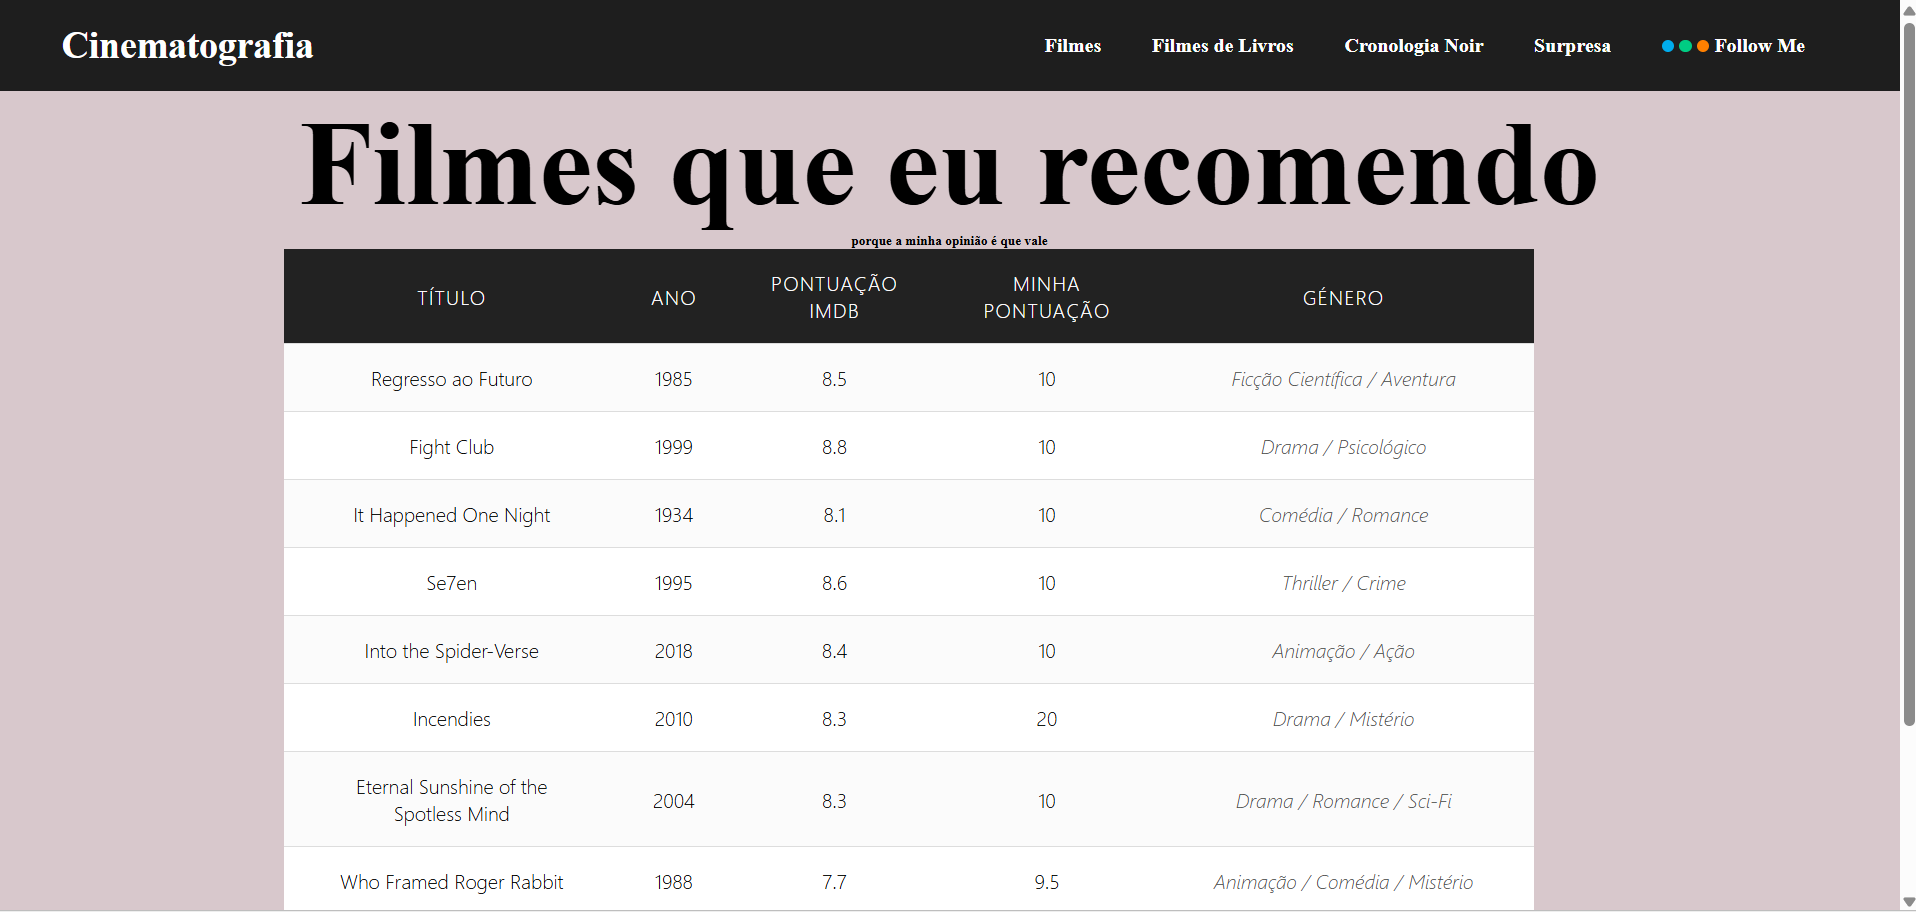 Cinematografia
Filmes
Filmes de Livros
Cronologia Noir
Surpresa
Follow Me
Filmes que eu recomendo
porque a minha opinião é que vale
TÍTULO
ANO
PONTUAÇÃO
IMDB
MINHA
PONTUAÇÃO
GÉNERO
Regresso ao Futuro 1985 8.5 10 Ficção Científica / Aventura
Fight Club 1999 8.8 10 Drama / Psicológico
It Happened One Night 1934 8.1 10 Comédia / Romance
Se7en 1995 8.6 10 Thriller / Crime
Into the Spider-Verse 2018 8.4 10 Animação / Ação
Incendies 2010 8.3 20 Drama / Mistério
Eternal Sunshine of the
Spotless Mind
2004 8.3 10 Drama / Romance / Sci-Fi
Who Framed Roger Rabbit 1988 7.7 9.5 Animação / Comédia / Mistério